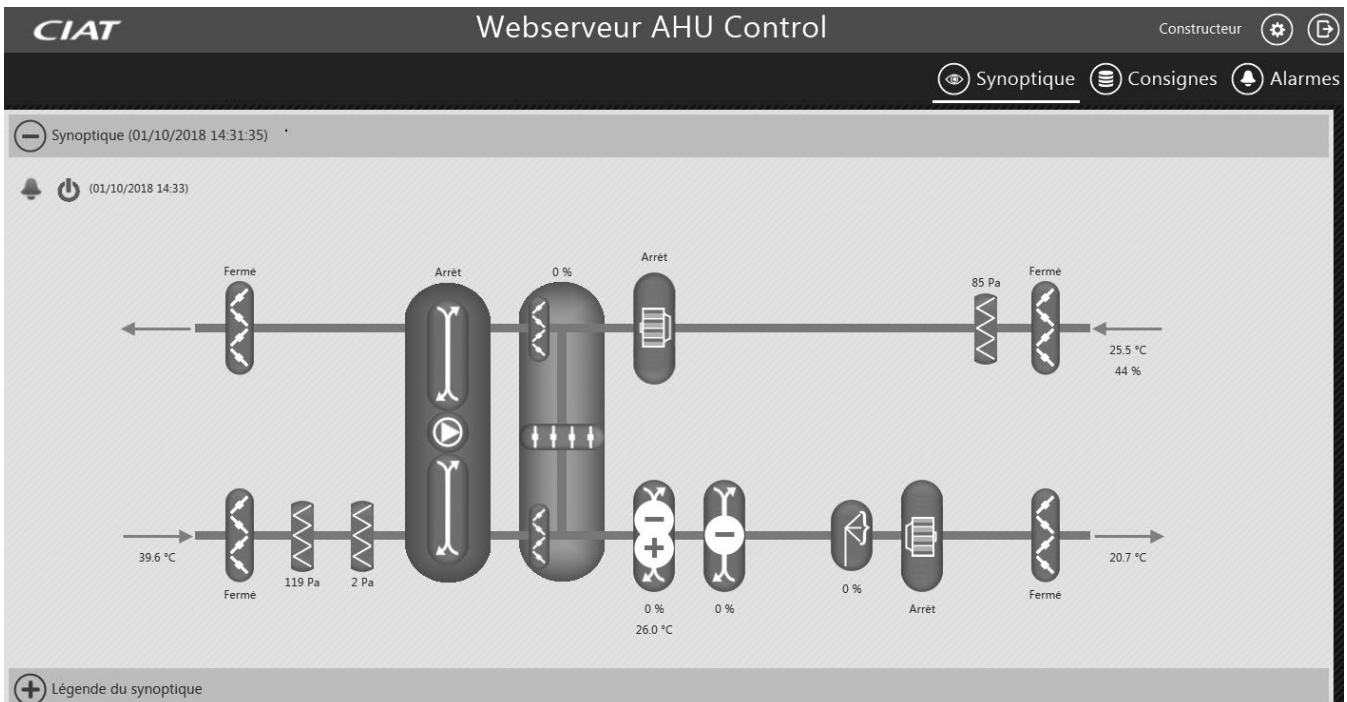 CIAT
Webserveur AHU Control
Constructeur
Synoptique
Consignes
Alarmes
Synoptique (01/10/2018 14:31:35)
(01/10/2018 14:33)
Fermé
Arrêt
0 %
Arrêt
85 Pa
Fermé
25.5 °C
44 %
39.6 °C
Fermé
119 Pa
2 Pa
0 %
26.0 °C
0 %
0 %
Arrêt
Fermé
20.7 °C
Légende du synoptique